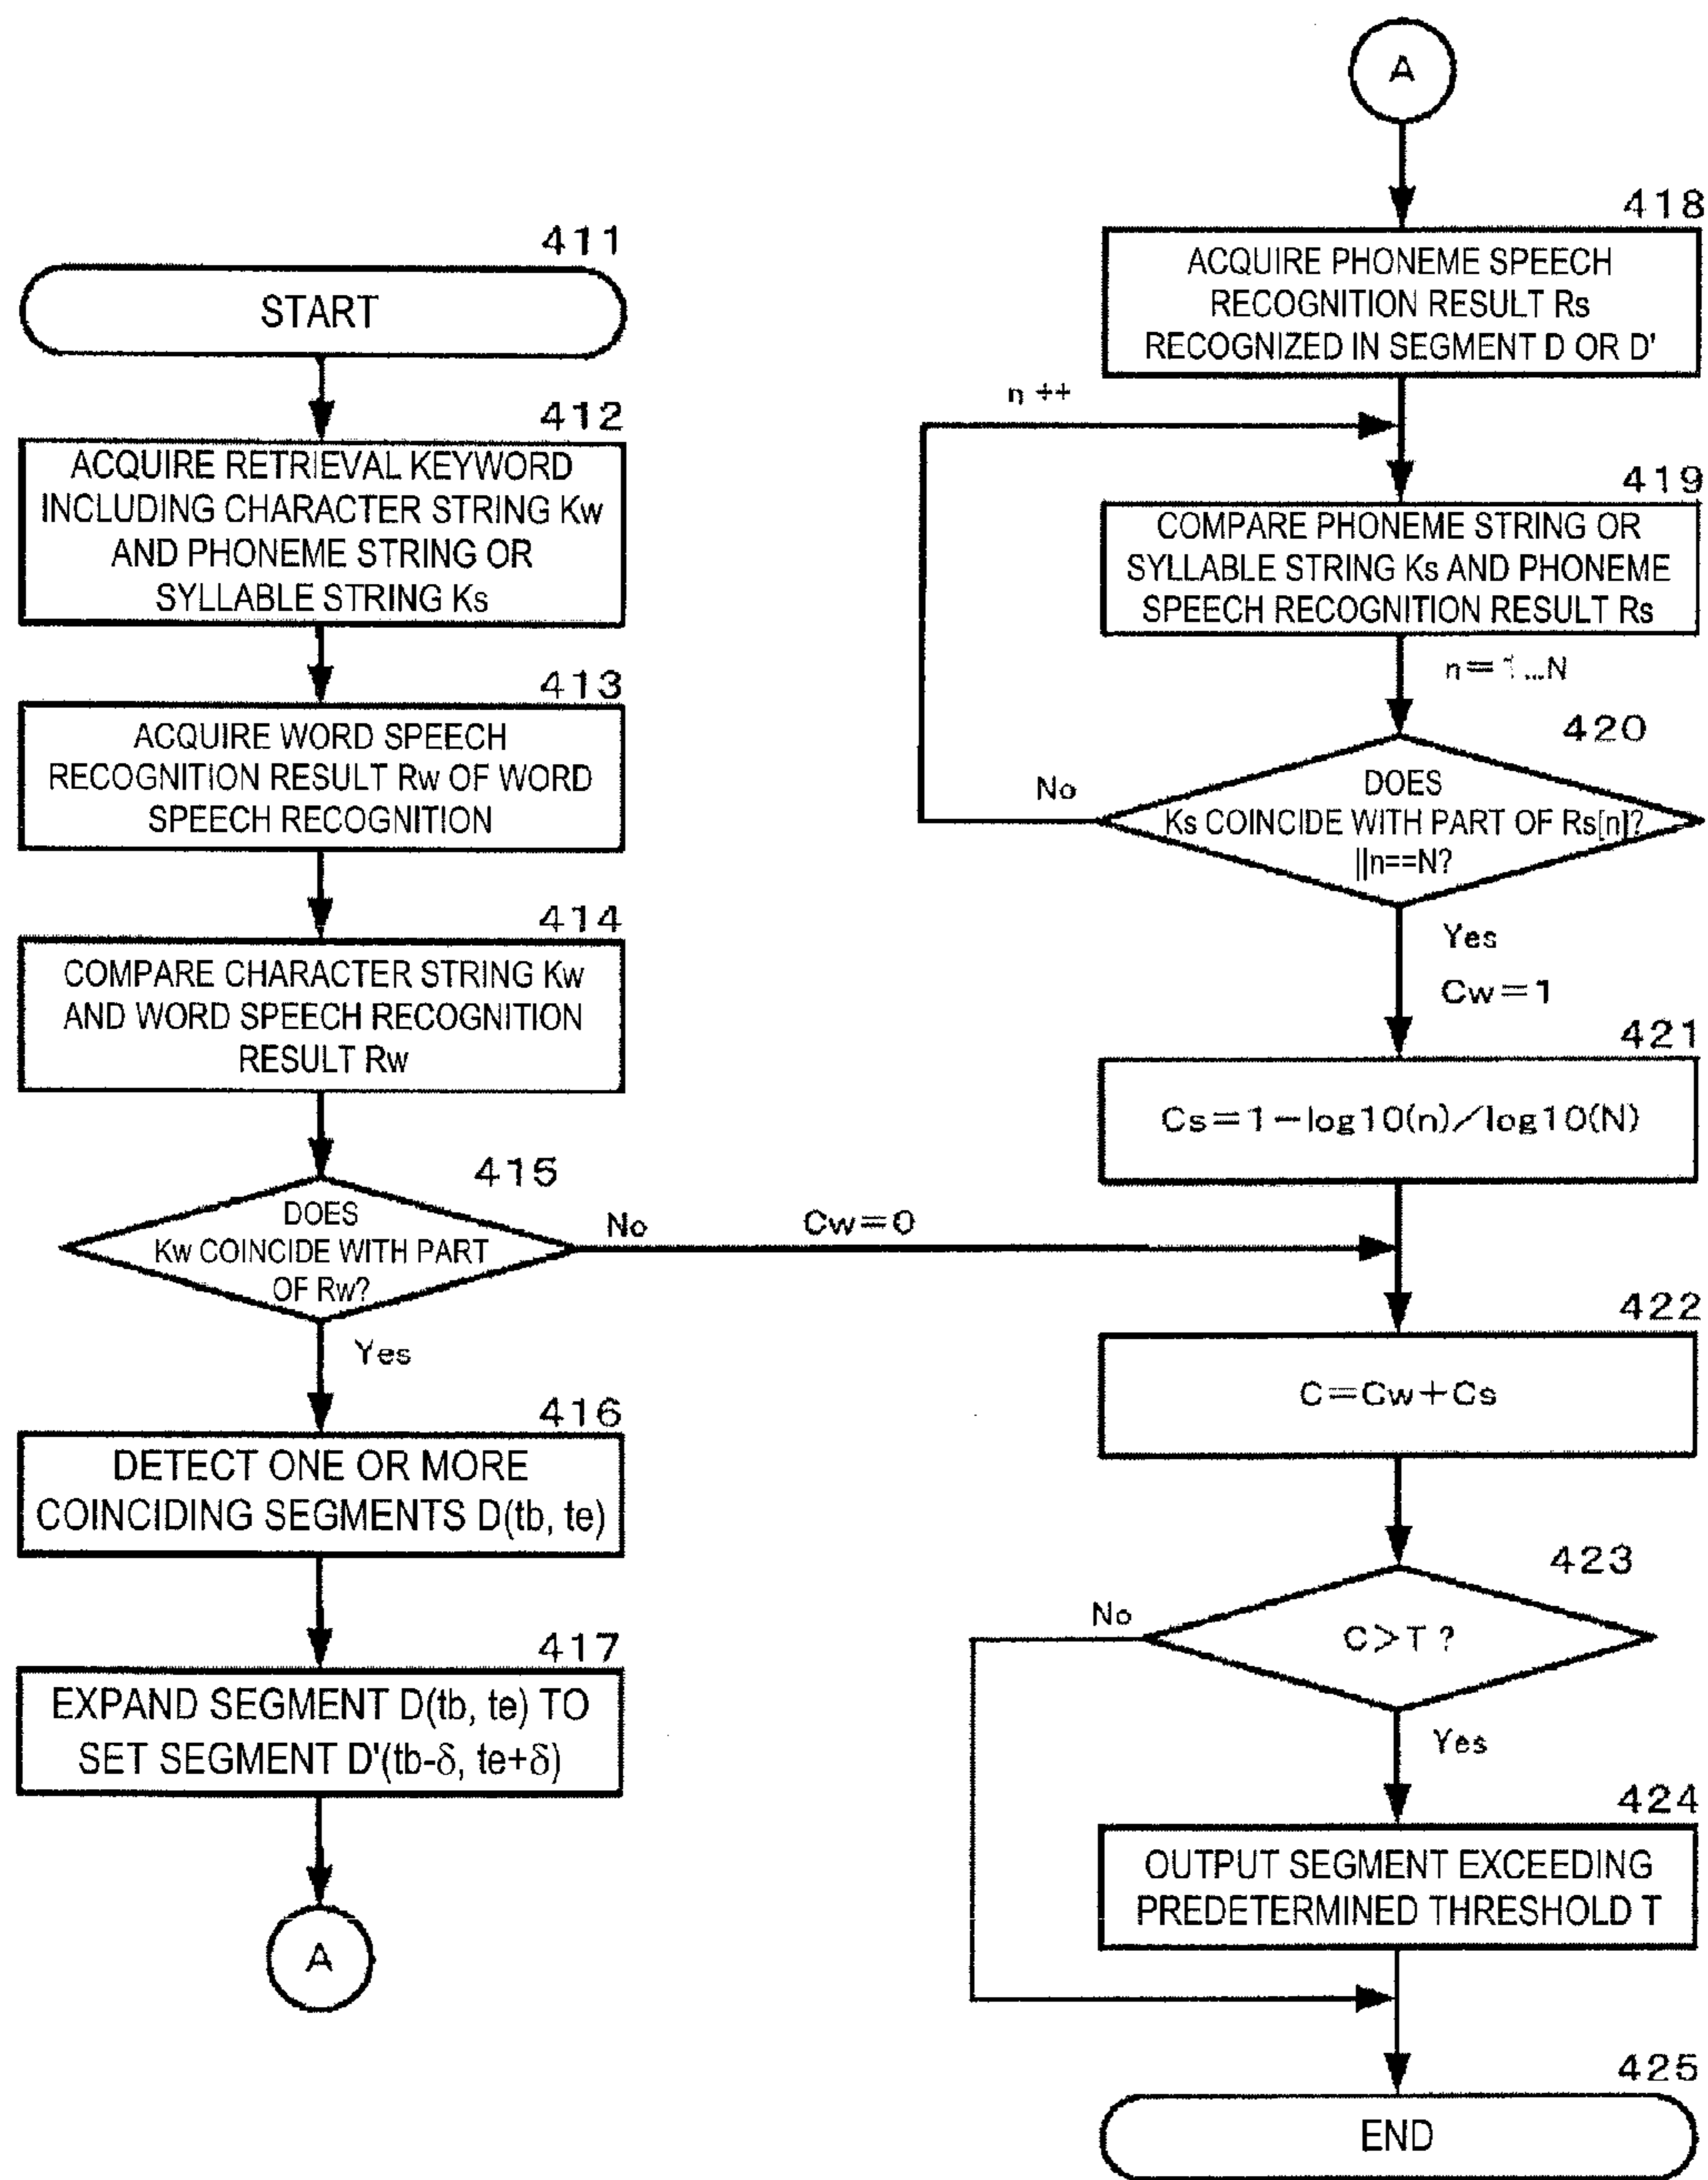 411
START
412
ACQUIRE RETRIEVAL KEYWORD
INCLUDING CHARACTER STRING Kw
AND PHONEME STRING OR
SYLLABLE STRING Ks
413
ACQUIRE WORD SPEECH
RECOGNITION RESULT Rw OF WORD
SPEECH RECOGNITION
414
COMPARE CHARACTER STRING Kw
AND WORD SPEECH RECOGNITION
RESULT Rw
415
DOES
Kw COINCIDE WITH PART
OF Rw?
No
Cw=0
Yes
416
DETECT ONE OR MORE
COINCIDING SEGMENTS D(tb, te)
417
EXPAND SEGMENT D(tb, te) TO
SET SEGMENT D'(tb-δ, te+δ)
A
A
418
ACQUIRE PHONEME SPEECH
RECOGNITION RESULT Rs
RECOGNIZED IN SEGMENT D OR D'
n ++
419
COMPARE PHONEME STRING OR
SYLLABLE STRING Ks AND PHONEME
SPEECH RECOGNITION RESULT Rs
n=1...N
420
DOES
Ks COINCIDE WITH PART OF Rs[n]?
||n==N?
No
Yes
Cw=1
421
Cs=1-log10(n)/log10(N)
422
C=Cw+Cs
423
C>T ?
No
Yes
424
OUTPUT SEGMENT EXCEEDING
PREDETERMINED THRESHOLD T
425
END